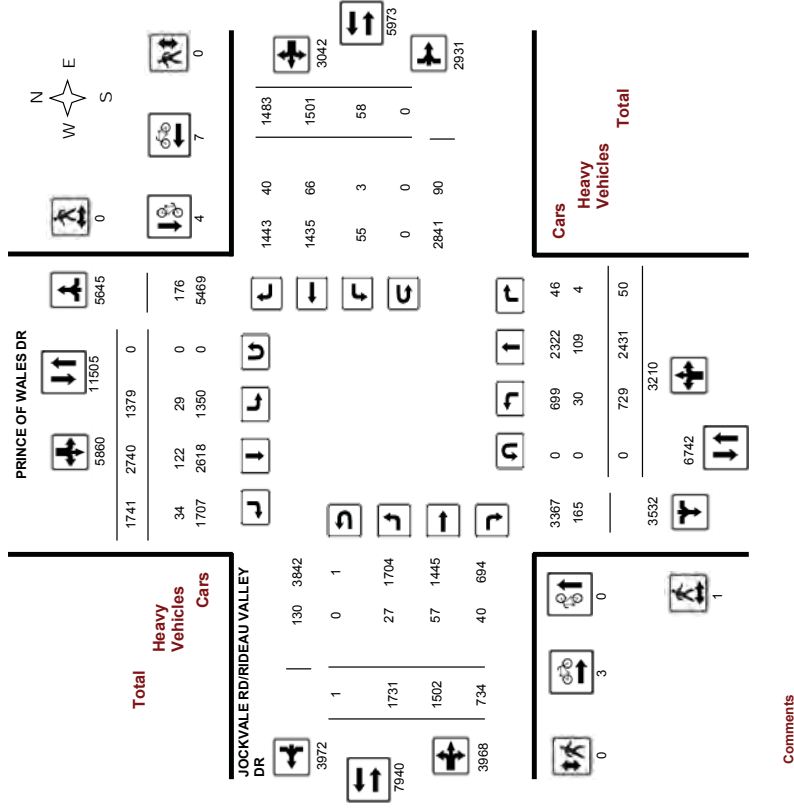 N
W E
S
0
0
4
7
PRINCE OF WALES DR
5860
11505
5645
1741 2740 1379 0
34 122 29 0 176
1707 2618 1350 0 5469
Total
Heavy
Vehicles
Cars
3042
5973
2931
1443 40 1483
1435 66 1501
55 3 58
0 0 0
2841 90
JOCKVALE RD/RIDEAU VALLEY
DR
130 3842
0 1
27 1704
57 1445
40 694
1
1731
1502
734
3972
7940
3968
Cars
Heavy
Vehicles
Total
3367 0 699 2322 46
165 0 30 109 4
0 729 2431 50
3532
3210
6742
0
3
0
1
Comments